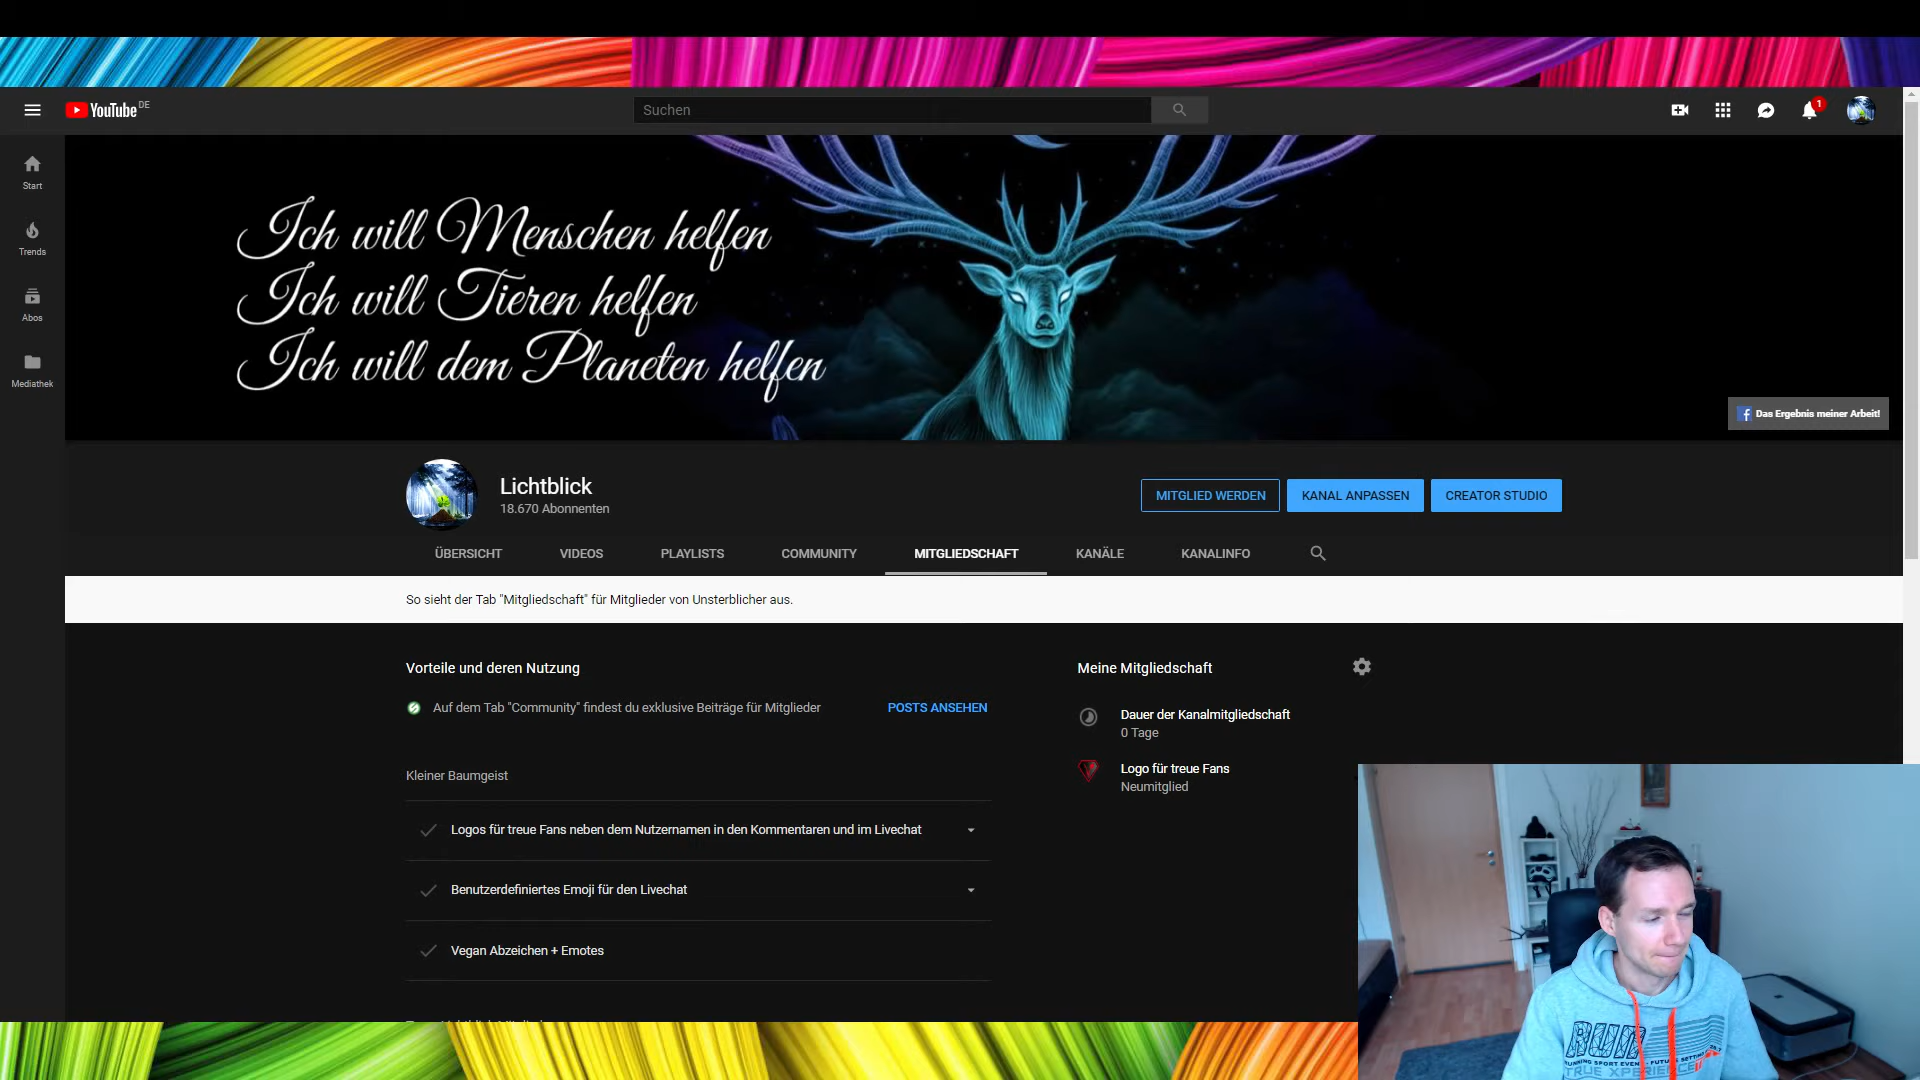 YouTube DE
Suchen
1
Start
Trends
Abos
Mediathek
Ich will Menschen helfen
Ich will Tieren helfen
Ich will dem Planeten helfen
Das Ergebnis meiner Arbeit!
Lichtblick
18.670 Abonnenten
MITGLIED WERDEN
KANAL ANPASSEN
CREATOR STUDIO
ÜBERSICHT
VIDEOS
PLAYLISTS
COMMUNITY
MITGLIEDSCHAFT
KANÄLE
KANALINFO
So sieht der Tab "Mitgliedschaft" für Mitglieder von Unsterblicher aus.
Vorteile und deren Nutzung
Auf dem Tab "Community" findest du exklusive Beiträge für Mitglieder
POSTS ANSEHEN
Kleiner Baumgeist
Logos für treue Fans neben dem Nutzernamen in den Kommentaren und im Livechat
Benutzerdefiniertes Emoji für den Livechat
Vegan Abzeichen + Emotes
Meine Mitgliedschaft
Dauer der Kanalmitgliedschaft
0 Tage
Logo für treue Fans
Neumitglied
RUN
TRUE